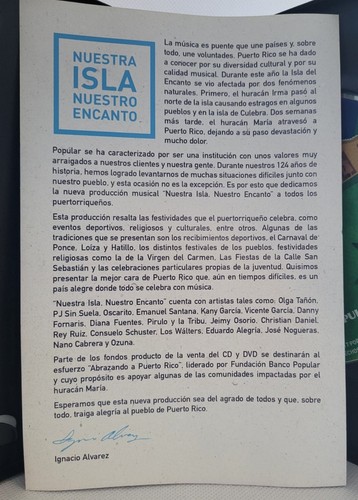 NUESTRA
ISLA
NUESTRO
ENCANTO
La música es puente que une países y, sobre
todo, une voluntades. Puerto Rico se ha dado
a conocer por su diversidad cultural y por su
calidad musical. Durante este año la Isla del
Encanto se vio afectada por dos fenómenos
naturales. Primero, el huracán Irma pasó al
norte de la isla causando estragos en algunos
pueblos y en la isla de Culebra. Dos semanas
más tarde, el huracán María atravesó a
Puerto Rico, dejando a su paso devastación y
mucho dolor.
Popular se ha caracterizado por ser una institución con unos valores muy
arraigados a nuestros clientes y nuestra gente. Durante nuestros 124 años de
historia, hemos logrado levantarnos de muchas situaciones difíciles junto con
nuestro pueblo, y esta ocasión no es la excepción. Es por esto que dedicamos
la nueva producción musical "Nuestra Isla, Nuestro Encanto" a todos los
puertorriqueños.
Esta producción resalta las festividades que el puertorriqueño celebra, como
eventos deportivos, religiosos y culturales, entre otros. Algunas de las
tradiciones que se presentan son los recibimientos deportivos, el Carnaval de
Ponce, Loiza y Hatillo, los distintos festivales de los pueblos, festividades
religiosas como la de la Virgen del Carmen, Las Fiestas de la Calle San
Sebastián y las celebraciones particulares propias de la juventud. Quisimos
presentar la mejor cara de Puerto Rico que, aun en tiempos difíciles, es un
país alegre donde todo se celebra con música.
"Nuestra Isla, Nuestro Encanto" cuenta con artistas tales como: Olga Tañón,
PJ Sin Suela, Oscarito, Emanuel Santana, Kany García, Vicente García, Danny
Fornaris, Diana Fuentes, Pirulo y la Tribu, Jeimy Osorio, Christian Daniel,
Rey Ruiz, Consuelo Schuster, Los Wálters, Eduardo Alegría, José Nogueras,
Nano Cabrera y Ozuna.
Parte de los fondos producto de la venta del CD y DVD se destinarán al
esfuerzo "Abrazando a Puerto Rico", liderado por Fundación Banco Popular
y cuyo propósito es apoyar algunas de las comunidades impactadas por el
huracán María.
Esperamos que esta nueva producción sea del agrado de todos y que, sobre
todo, traiga alegría al pueblo de Puerto Rico.
Ignacio Alvarez